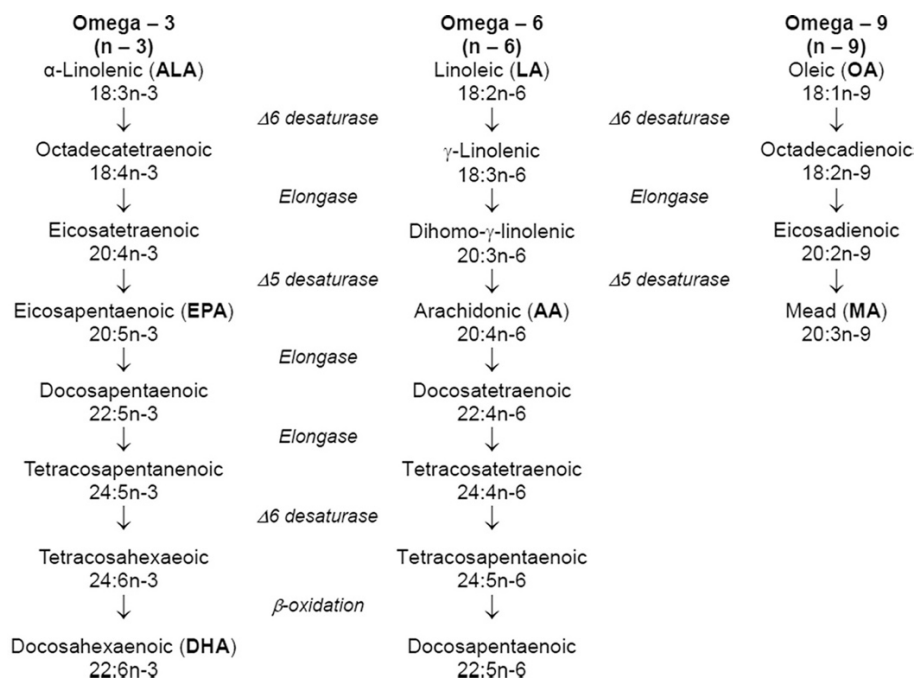 Omega – 3
(n – 3)
α-Linolenic (ALA)
18:3n-3
Octadecatetraenoic
18:4n-3
Eicosatetraenoic
20:4n-3
Eicosapentaenoic (EPA)
20:5n-3
Docosapentaenoic
22:5n-3
Tetracosapentanenoic
24:5n-3
Tetracosahexaeoic
24:6n-3
Docosahexaenoic (DHA)
22:6n-3
Δ6 desaturase
Elongase
Δ5 desaturase
Elongase
Elongase
Δ6 desaturase
β-oxidation
Omega – 6
(n – 6)
Linoleic (LA)
18:2n-6
γ-Linolenic
18:3n-6
Dihomo-γ-linolenic
20:3n-6
Arachidonic (AA)
20:4n-6
Docosatetraenoic
22:4n-6
Tetracosatetraenoic
24:4n-6
Tetracosapentaenoic
24:5n-6
Docosapentaenoic
22:5n-6
Δ6 desaturase
Elongase
Δ5 desaturase
Omega – 9
(n – 9)
Oleic (OA)
18:1n-9
Octadecadienoic
18:2n-9
Eicosadienoic
20:2n-9
Mead (MA)
20:3n-9